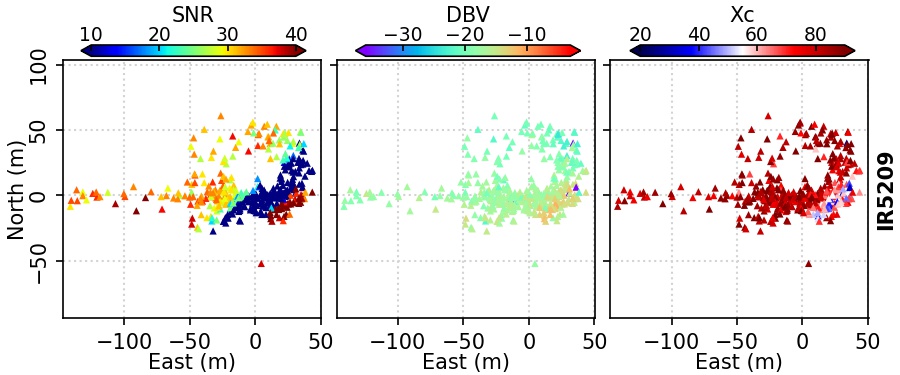 SNR DBV Xc
10 20 30 40 −30 −20 −10 20 40 60 80
100
50
0
−50
North (m)
IR5209
−100 −50 0 50 −100 −50 0 50 −100 −50 0 50
East (m) East (m) East (m)